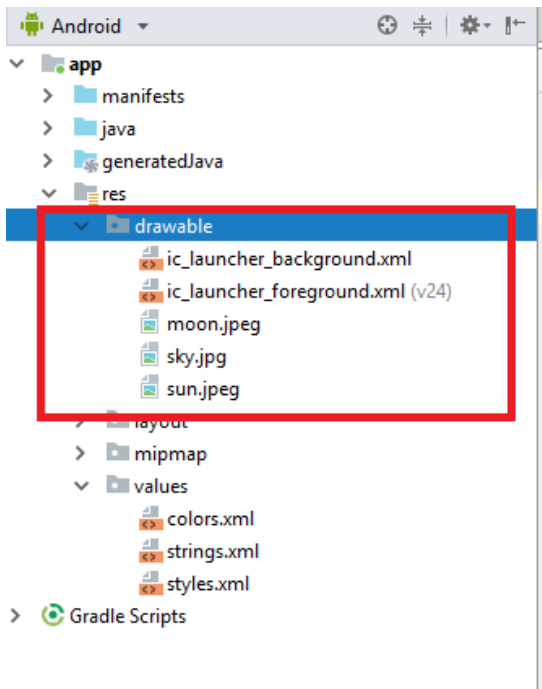 Android
app
manifests
java
generatedJava
res
drawable
ic_launcher_background.xml
ic_launcher_foreground.xml (v24)
moon.jpeg
sky.jpg
sun.jpeg
layout
mipmap
values
colors.xml
strings.xml
styles.xml
Gradle Scripts